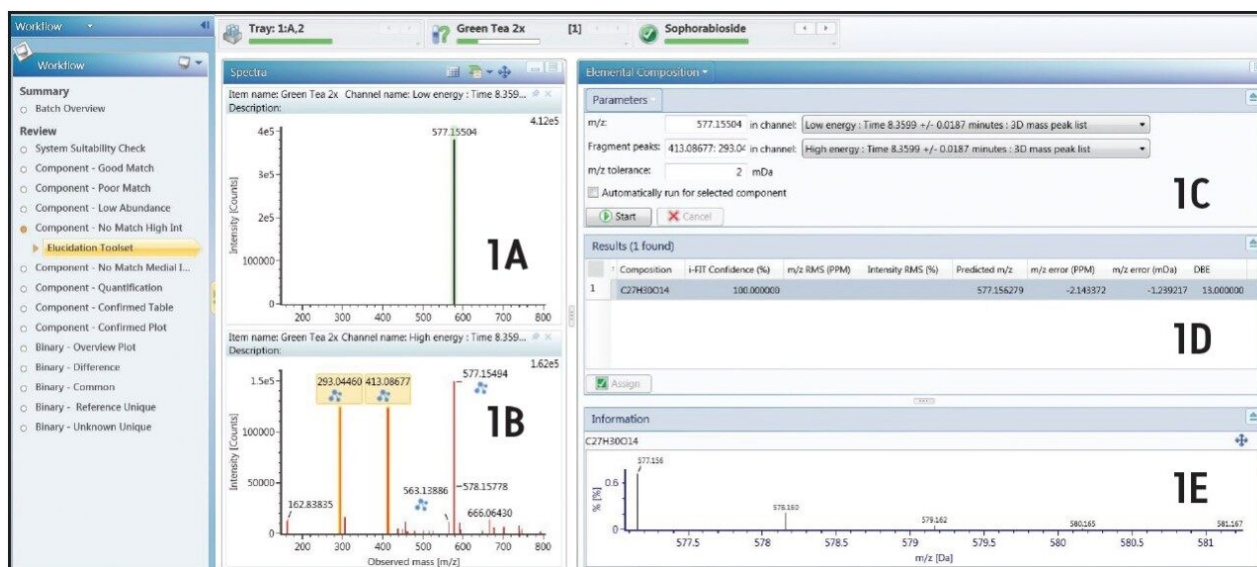 Workflow
Tray: 1:A,2
Green Tea 2x [1]
Sophorabioside
Workflow
Summary
Batch Overview
Review
System Suitability Check
Component - Good Match
Component - Poor Match
Component - Low Abundance
Component - No Match High Int
Elucidation Toolset
Component - No Match Medial I...
Component - Quantification
Component - Confirmed Table
Component - Confirmed Plot
Binary - Overview Plot
Binary - Difference
Binary - Common
Binary - Reference Unique
Binary - Unknown Unique
Spectra
Item name: Green Tea 2x Channel name: Low energy : Time 8.359...
Description:
4.12e5
577.15504
4e5
3e5
2e5
100000
0
Intensity [Counts]
1A
200 300 400 500 600 700 800
Item name: Green Tea 2x Channel name: High energy : Time 8.359...
Description:
1.62e5
1.5e5
100000
50000
0
Intensity [Counts]
293.04460 413.08677
577.15494
1B
578.15778
563.13886
162.83835
666.06430
200 300 400 500 600 700 800
Observed mass [m/z]
Elemental Composition
Parameters
m/z: 577.15504 in channel: Low energy : Time 8.3599 +/- 0.0187 minutes : 3D mass peak list
Fragment peaks: 413.08677: 293.04 in channel: High energy : Time 8.3599 +/- 0.0187 minutes : 3D mass peak list
m/z tolerance: 2 mDa
Automatically run for selected component
Start Cancel
1C
Results (1 found)
Composition i-FIT Confidence (%) m/z RMS (PPM) Intensity RMS (%) Predicted m/z m/z error (PPM) m/z error (mDa) DBE
1 C27H30O14 100.000000 577.156279 -2.143372 -1.239217 13.000000
1D
Assign
Information
C27H30O14
577.156
0.6
0
% [%]
578.160
579.162
580.165
581.167
1E
577.5 578 578.5 579 579.5 580 580.5 581
m/z [Da]